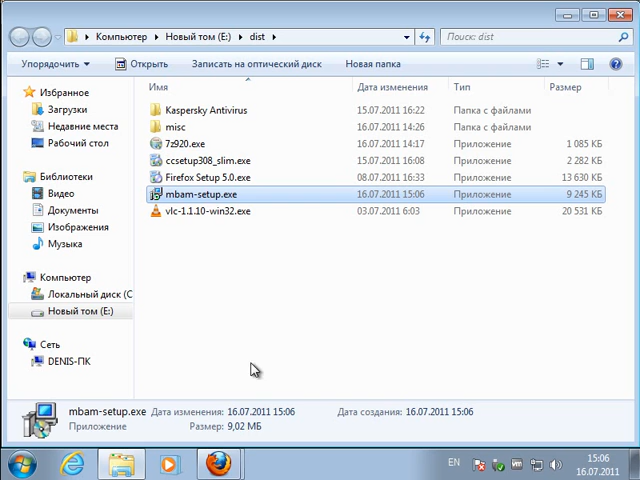 Компьютер ▸ Новый том (E:) ▸ dist ▸
Поиск: dist
Упорядочить Открыть Записать на оптический диск Новая папка
Имя Дата изменения Тип Размер
Избранное
Загрузки
Недавние места
Рабочий стол
Библиотеки
Видео
Документы
Изображения
Музыка
Компьютер
Локальный диск (C
Новый том (E:)
Сеть
DENIS-ПК
Kaspersky Antivirus 15.07.2011 16:22 Папка с файлами
misc 16.07.2011 14:26 Папка с файлами
7z920.exe 16.07.2011 14:17 Приложение 1 085 КБ
ccsetup308_slim.exe 15.07.2011 16:08 Приложение 2 282 КБ
Firefox Setup 5.0.exe 08.07.2011 16:33 Приложение 13 630 КБ
mbam-setup.exe 16.07.2011 15:06 Приложение 9 245 КБ
vlc-1.1.10-win32.exe 03.07.2011 6:03 Приложение 20 531 КБ
mbam-setup.exe Дата изменения: 16.07.2011 15:06 Дата создания: 16.07.2011 15:06
Приложение Размер: 9,02 МБ
EN
15:06
16.07.2011